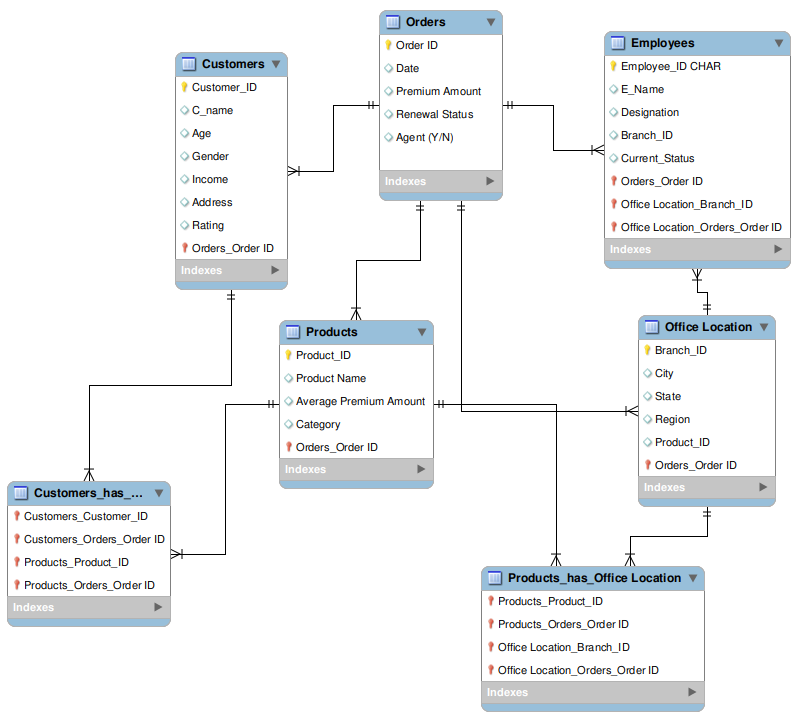 Orders
Order ID
Date
Premium Amount
Renewal Status
Agent (Y/N)
Indexes
Employees
Employee_ID CHAR
E_Name
Designation
Branch_ID
Current_Status
Orders_Order ID
Office Location_Branch_ID
Office Location_Orders_Order ID
Indexes
Customers
Customer_ID
C_name
Age
Gender
Income
Address
Rating
Orders_Order ID
Indexes
Products
Product_ID
Product Name
Average Premium Amount
Category
Orders_Order ID
Indexes
Office Location
Branch_ID
City
State
Region
Product_ID
Orders_Order ID
Indexes
Customers_has_...
Customers_Customer_ID
Customers_Orders_Order ID
Products_Product_ID
Products_Orders_Order ID
Indexes
Products_has_Office Location
Products_Product_ID
Products_Orders_Order ID
Office Location_Branch_ID
Office Location_Orders_Order ID
Indexes